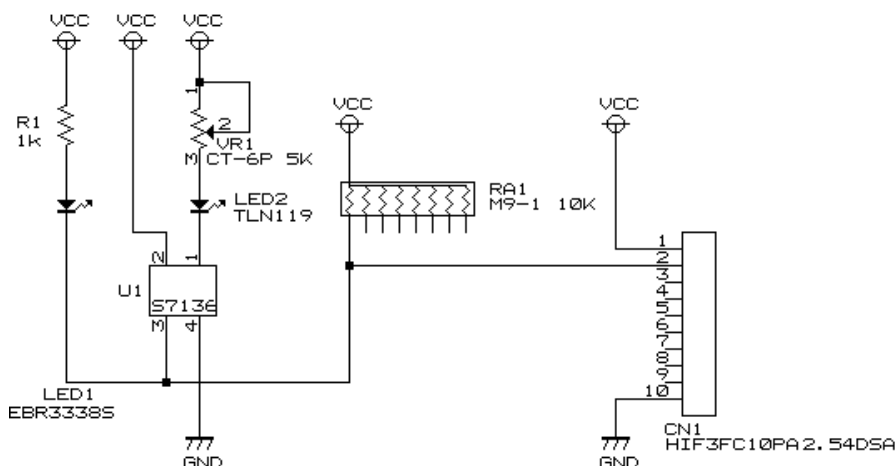 VCC VCC VCC
1
2
VR1
3 CT-6P 5K
R1
1k
LED2
TLN119
VCC
RA1
M9-1 10K
VCC
2 1
U1
S7136
3 4
LED1
EBR3338S
GND
1
2
3
4
5
6
7
8
9
10
CN1
HIF3FC10PA2.54DSA
GND